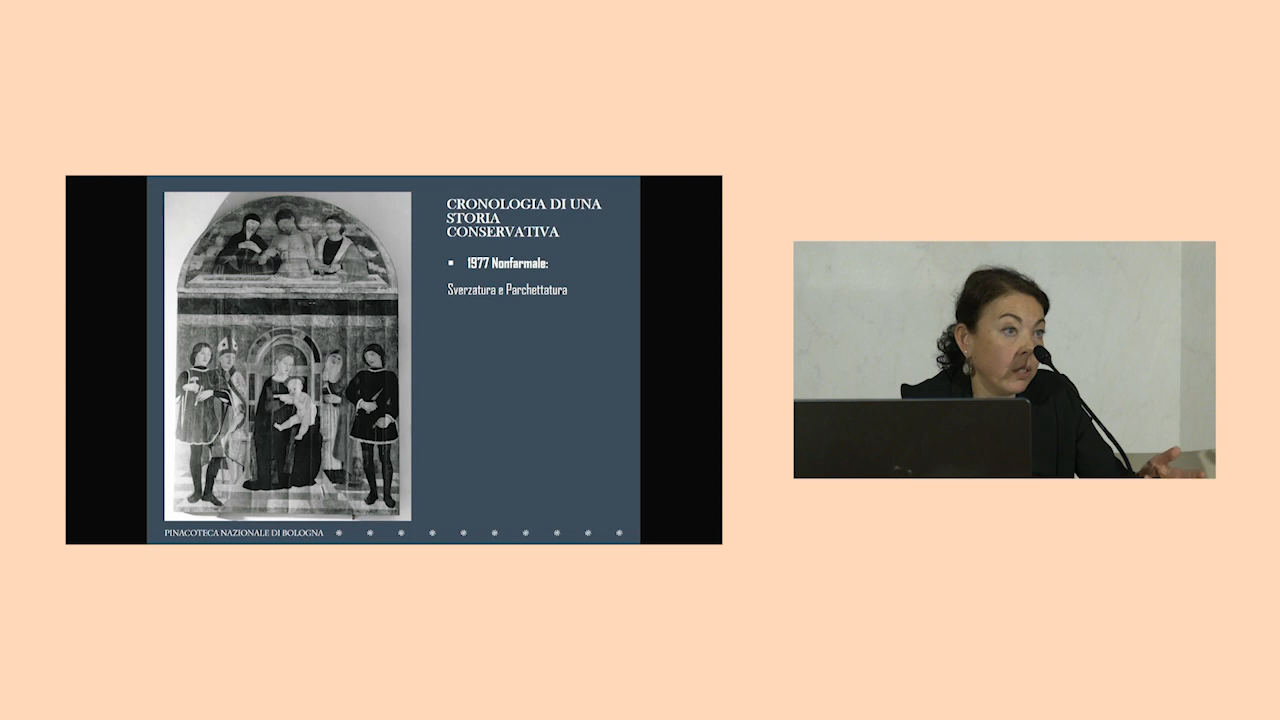 CRONOLOGIA DI UNA
STORIA
CONSERVATIVA
▪ 1977 Nonfarmale:
Sverzatura e Parchettatura
PINACOTECA NAZIONALE DI BOLOGNA